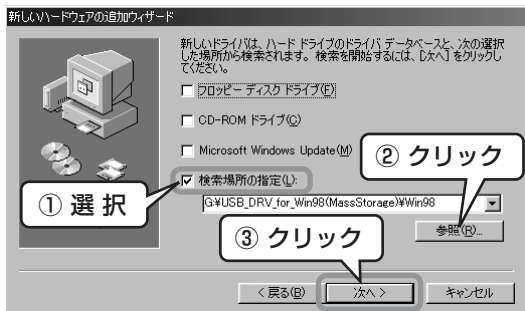 新しいハードウェアの追加ウィザード
新しいドライバは、ハード ドライブのドライバ データベースと、次の選択
した場所から検索されます。検索を開始するには、[次へ] をクリックし
てください。
フロッピー ディスク ドライブ(F)
CD-ROM ドライブ(C)
Microsoft Windows Update(M)
② クリック
検索場所の指定(L):
① 選 択
G:¥USB_DRV_for_Win98(MassStorage)¥Win98
③ クリック
参照(R)...
< 戻る(B)
次へ >
キャンセル